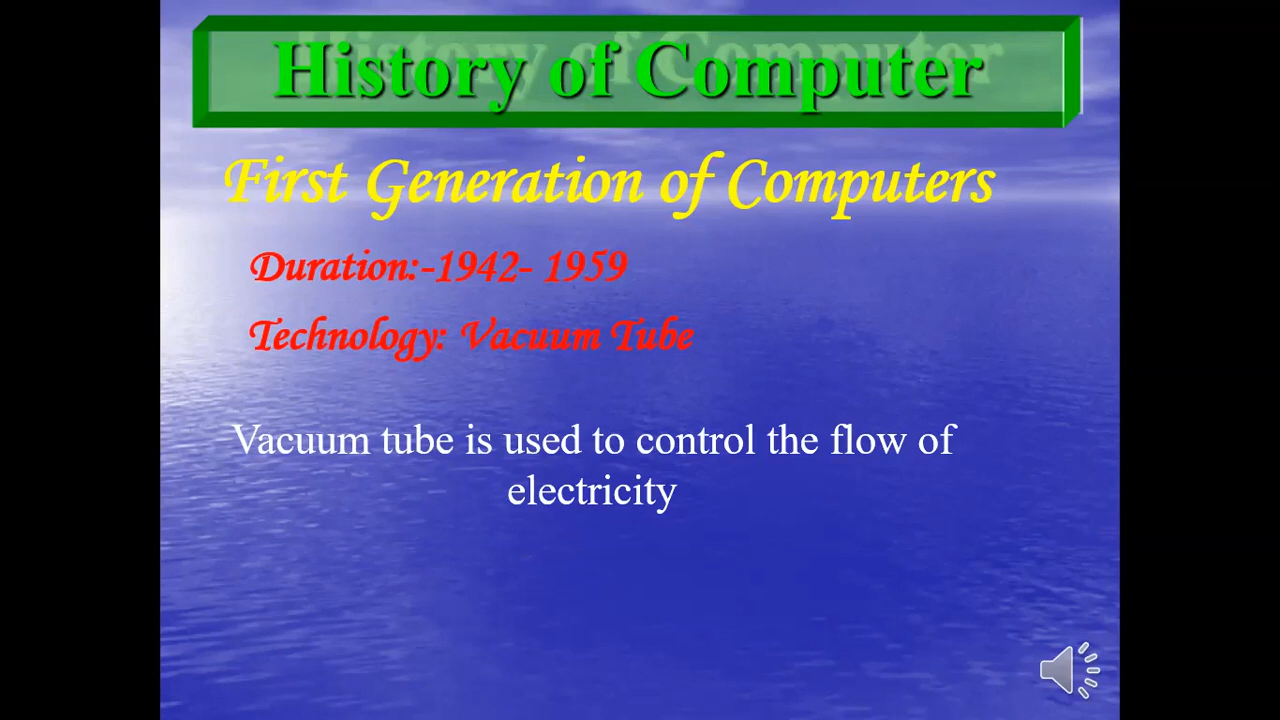 History of Computer
First Generation of Computers
Duration:-1942- 1959
Technology: Vacuum Tube
Vacuum tube is used to control the flow of
electricity